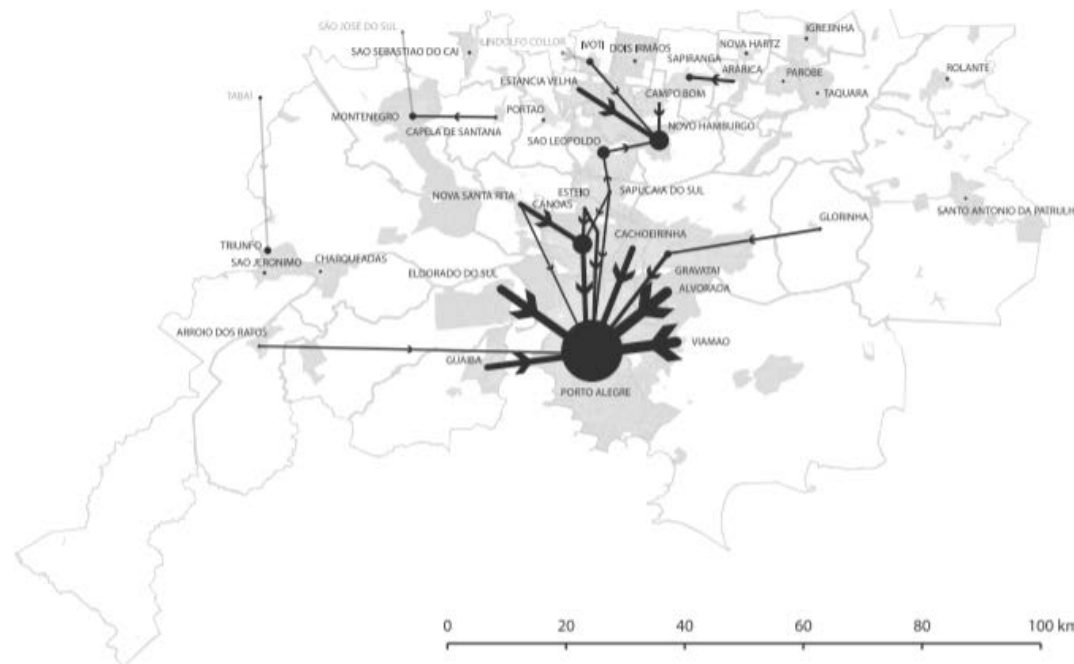 SÃO JOSÉ DO SUL
SAO SEBASTIAO DO CAI
LINDOLFO COLLOR
IVOTI
DOIS IRMÃOS
NOVA HARTZ
IGREJINHA
SAPIRANGA
ARARICA
PAROBE
ROLANTE
TAQUARA
ESTANCIA VELHA
CAMPO BOM
TABAÍ
MONTENEGRO
CAPELA DE SANTANA
PORTAO
NOVO HAMBURGO
SAO LEOPOLDO
NOVA SANTA RITA
ESTEIO
CANOAS
SAPUCAIA DO SUL
CACHOEIRINHA
GLORINHA
SANTO ANTONIO DA PATRULH
TRIUNFO
SAO JERONIMO
CHARQUEADAS
ELDORADO DO SUL
GRAVATAI
ALVORADA
ARROIO DOS RATOS
GUAIBA
VIAMAO
PORTO ALEGRE
0 20 40 60 80 100 km